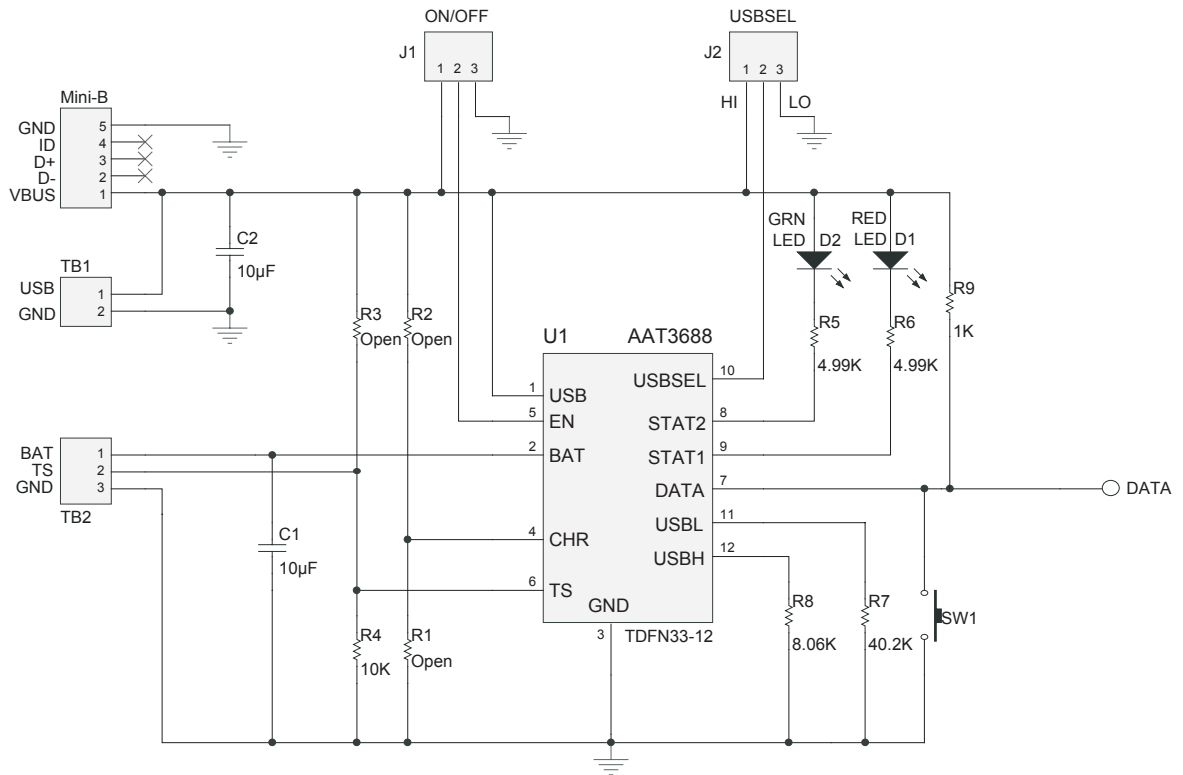 ON/OFF
USBSEL
J1
1 2 3
J2
1 2 3
HI
LO
Mini-B
GND 5
ID 4
D+ 3
D- 2
VBUS 1
C2
10µF
TB1
USB 1
GND 2
GRN
LED D2
RED
LED D1
R9
1K
R3
Open
R2
Open
R5
4.99K
R6
4.99K
U1 AAT3688
1 USB
5 EN
2 BAT
4 CHR
6 TS
GND
3
TDFN33-12
USBSEL 10
STAT2 8
STAT1 9
DATA 7
USBL 11
USBH 12
DATA
BAT 1
TS 2
GND 3
TB2
C1
10µF
R4
10K
R1
Open
R8
8.06K
R7
40.2K
SW1